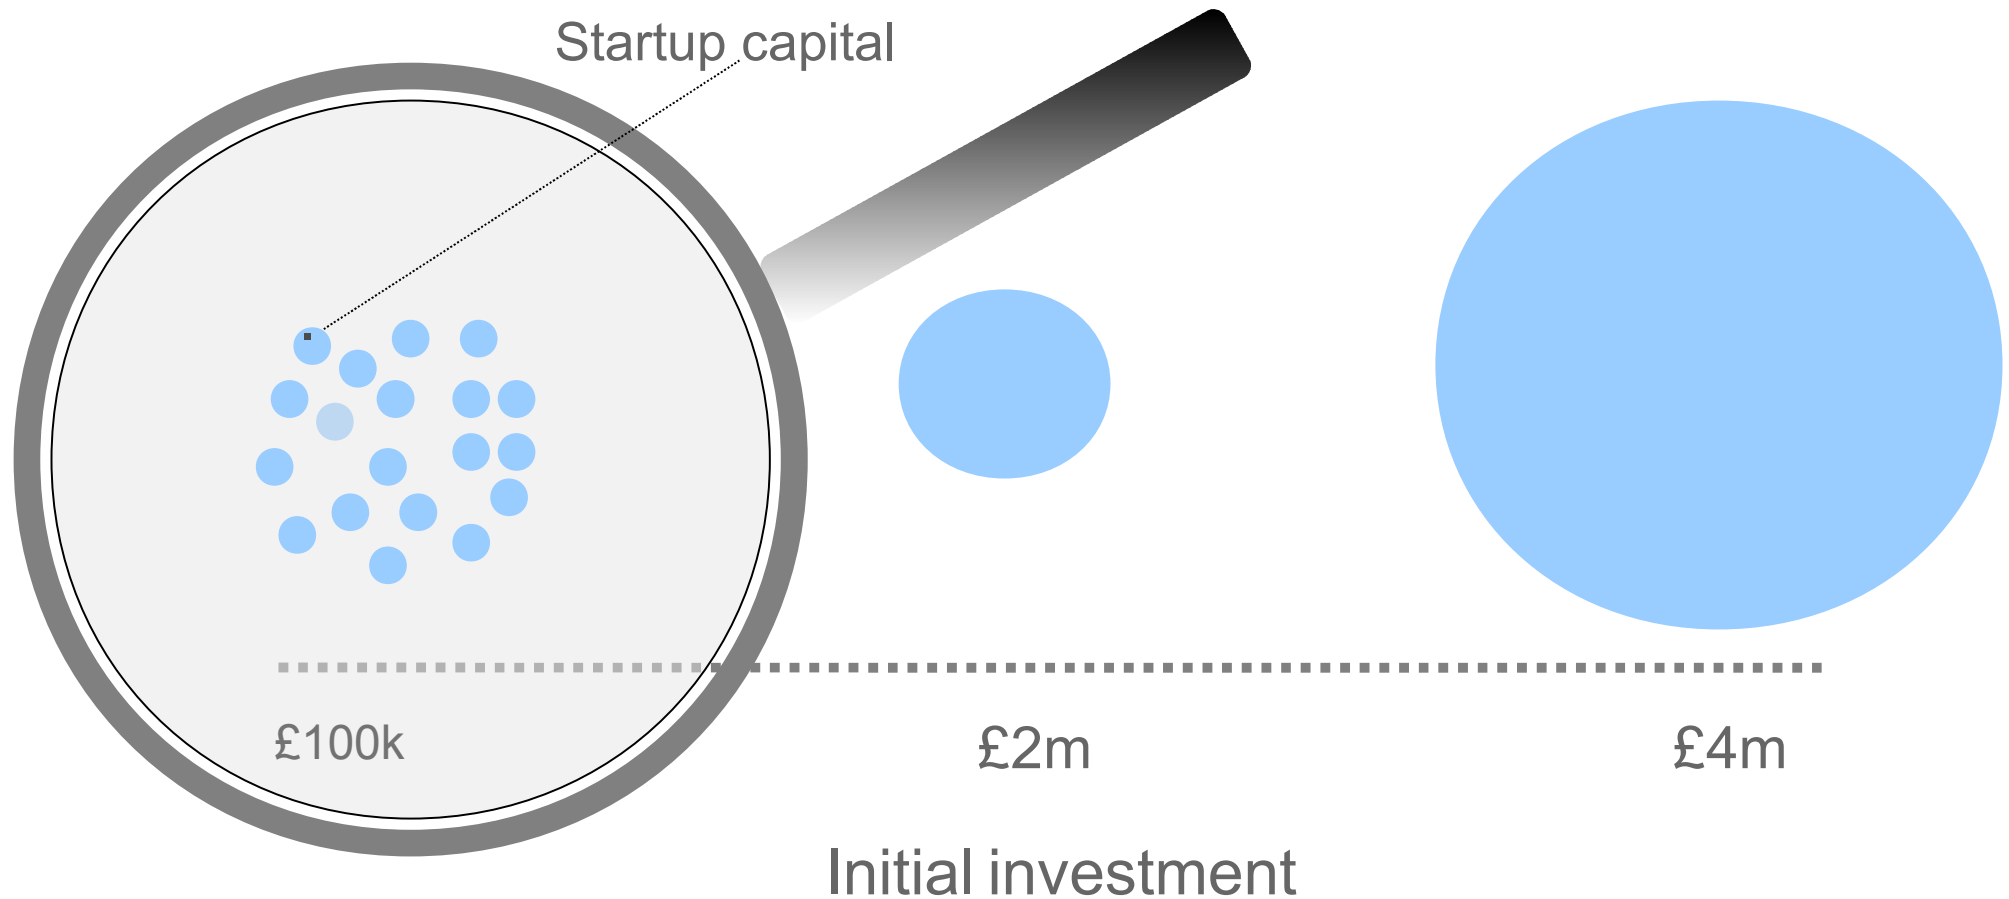 Startup capital
£100k
£2m
£4m
Initial investment